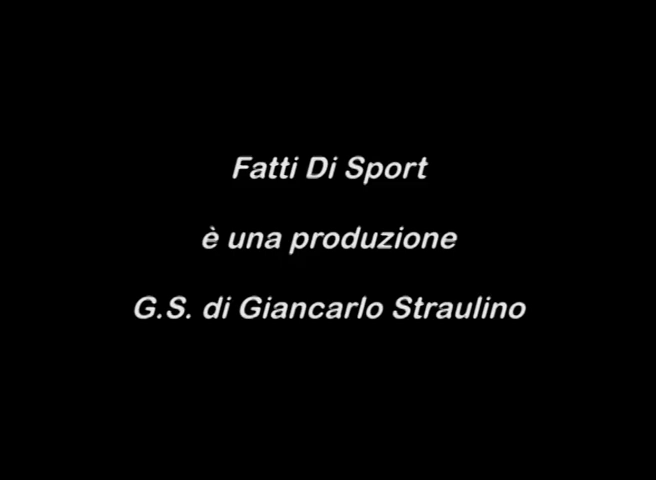 Fatti Di Sport
è una produzione
G.S. di Giancarlo Straulino